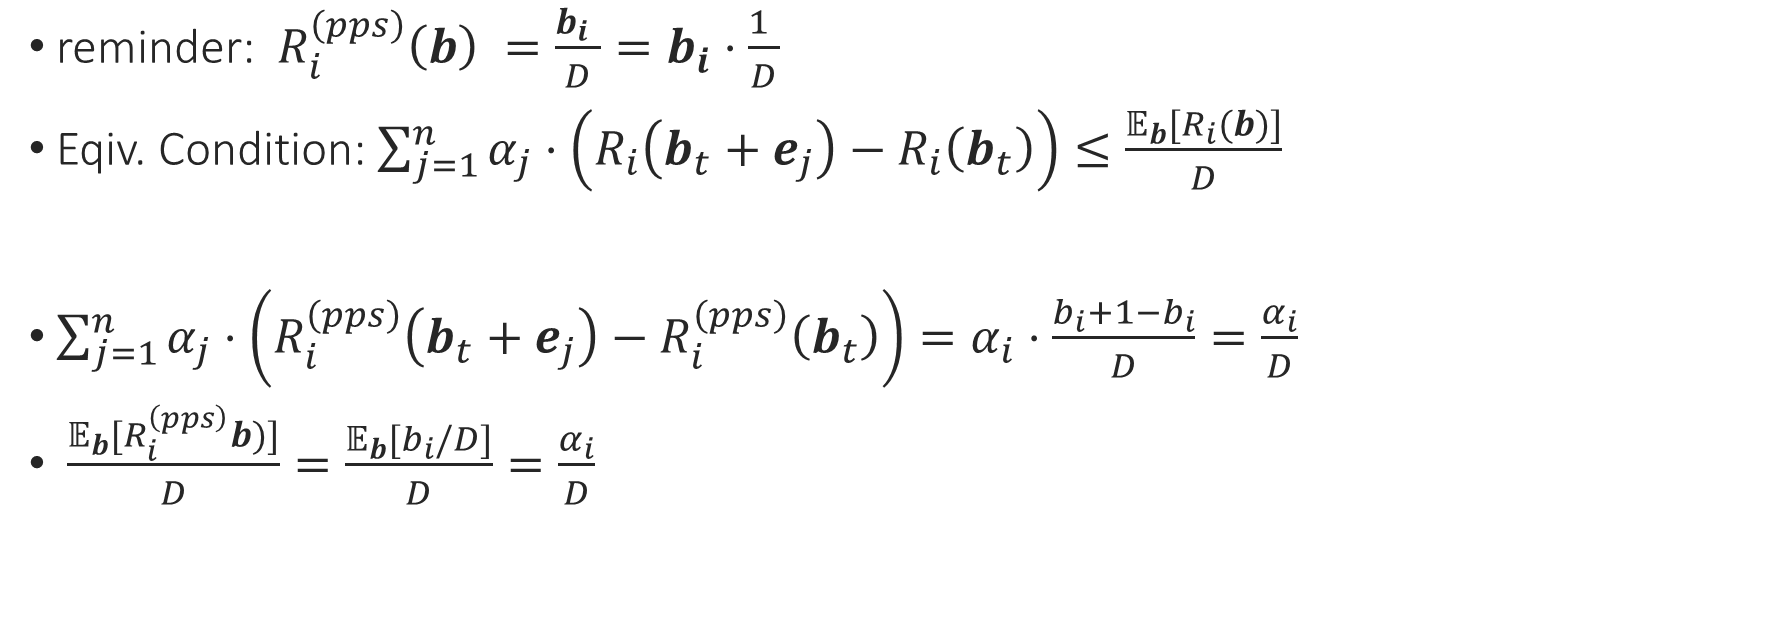 • reminder: $R_i^{(pps)}(\boldsymbol{b}) = \frac{\boldsymbol{b_i}}{D} = \boldsymbol{b_i} \cdot \frac{1}{D}$
• Eqiv. Condition: $\sum_{j=1}^{n} \alpha_j \cdot \left( R_i(\boldsymbol{b}_t + \boldsymbol{e}_j) - R_i(\boldsymbol{b}_t) \right) \leq \frac{\mathbb{E}_{\boldsymbol{b}}[R_i(\boldsymbol{b})]}{D}$
• $\sum_{j=1}^{n} \alpha_j \cdot \left( R_i^{(pps)}(\boldsymbol{b}_t + \boldsymbol{e}_j) - R_i^{(pps)}(\boldsymbol{b}_t) \right) = \alpha_i \cdot \frac{b_i+1-b_i}{D} = \frac{\alpha_i}{D}$
• $\frac{\mathbb{E}_{\boldsymbol{b}}[R_i^{(pps)} \boldsymbol{b})]}{D} = \frac{\mathbb{E}_{\boldsymbol{b}}[b_i/D]}{D} = \frac{\alpha_i}{D}$